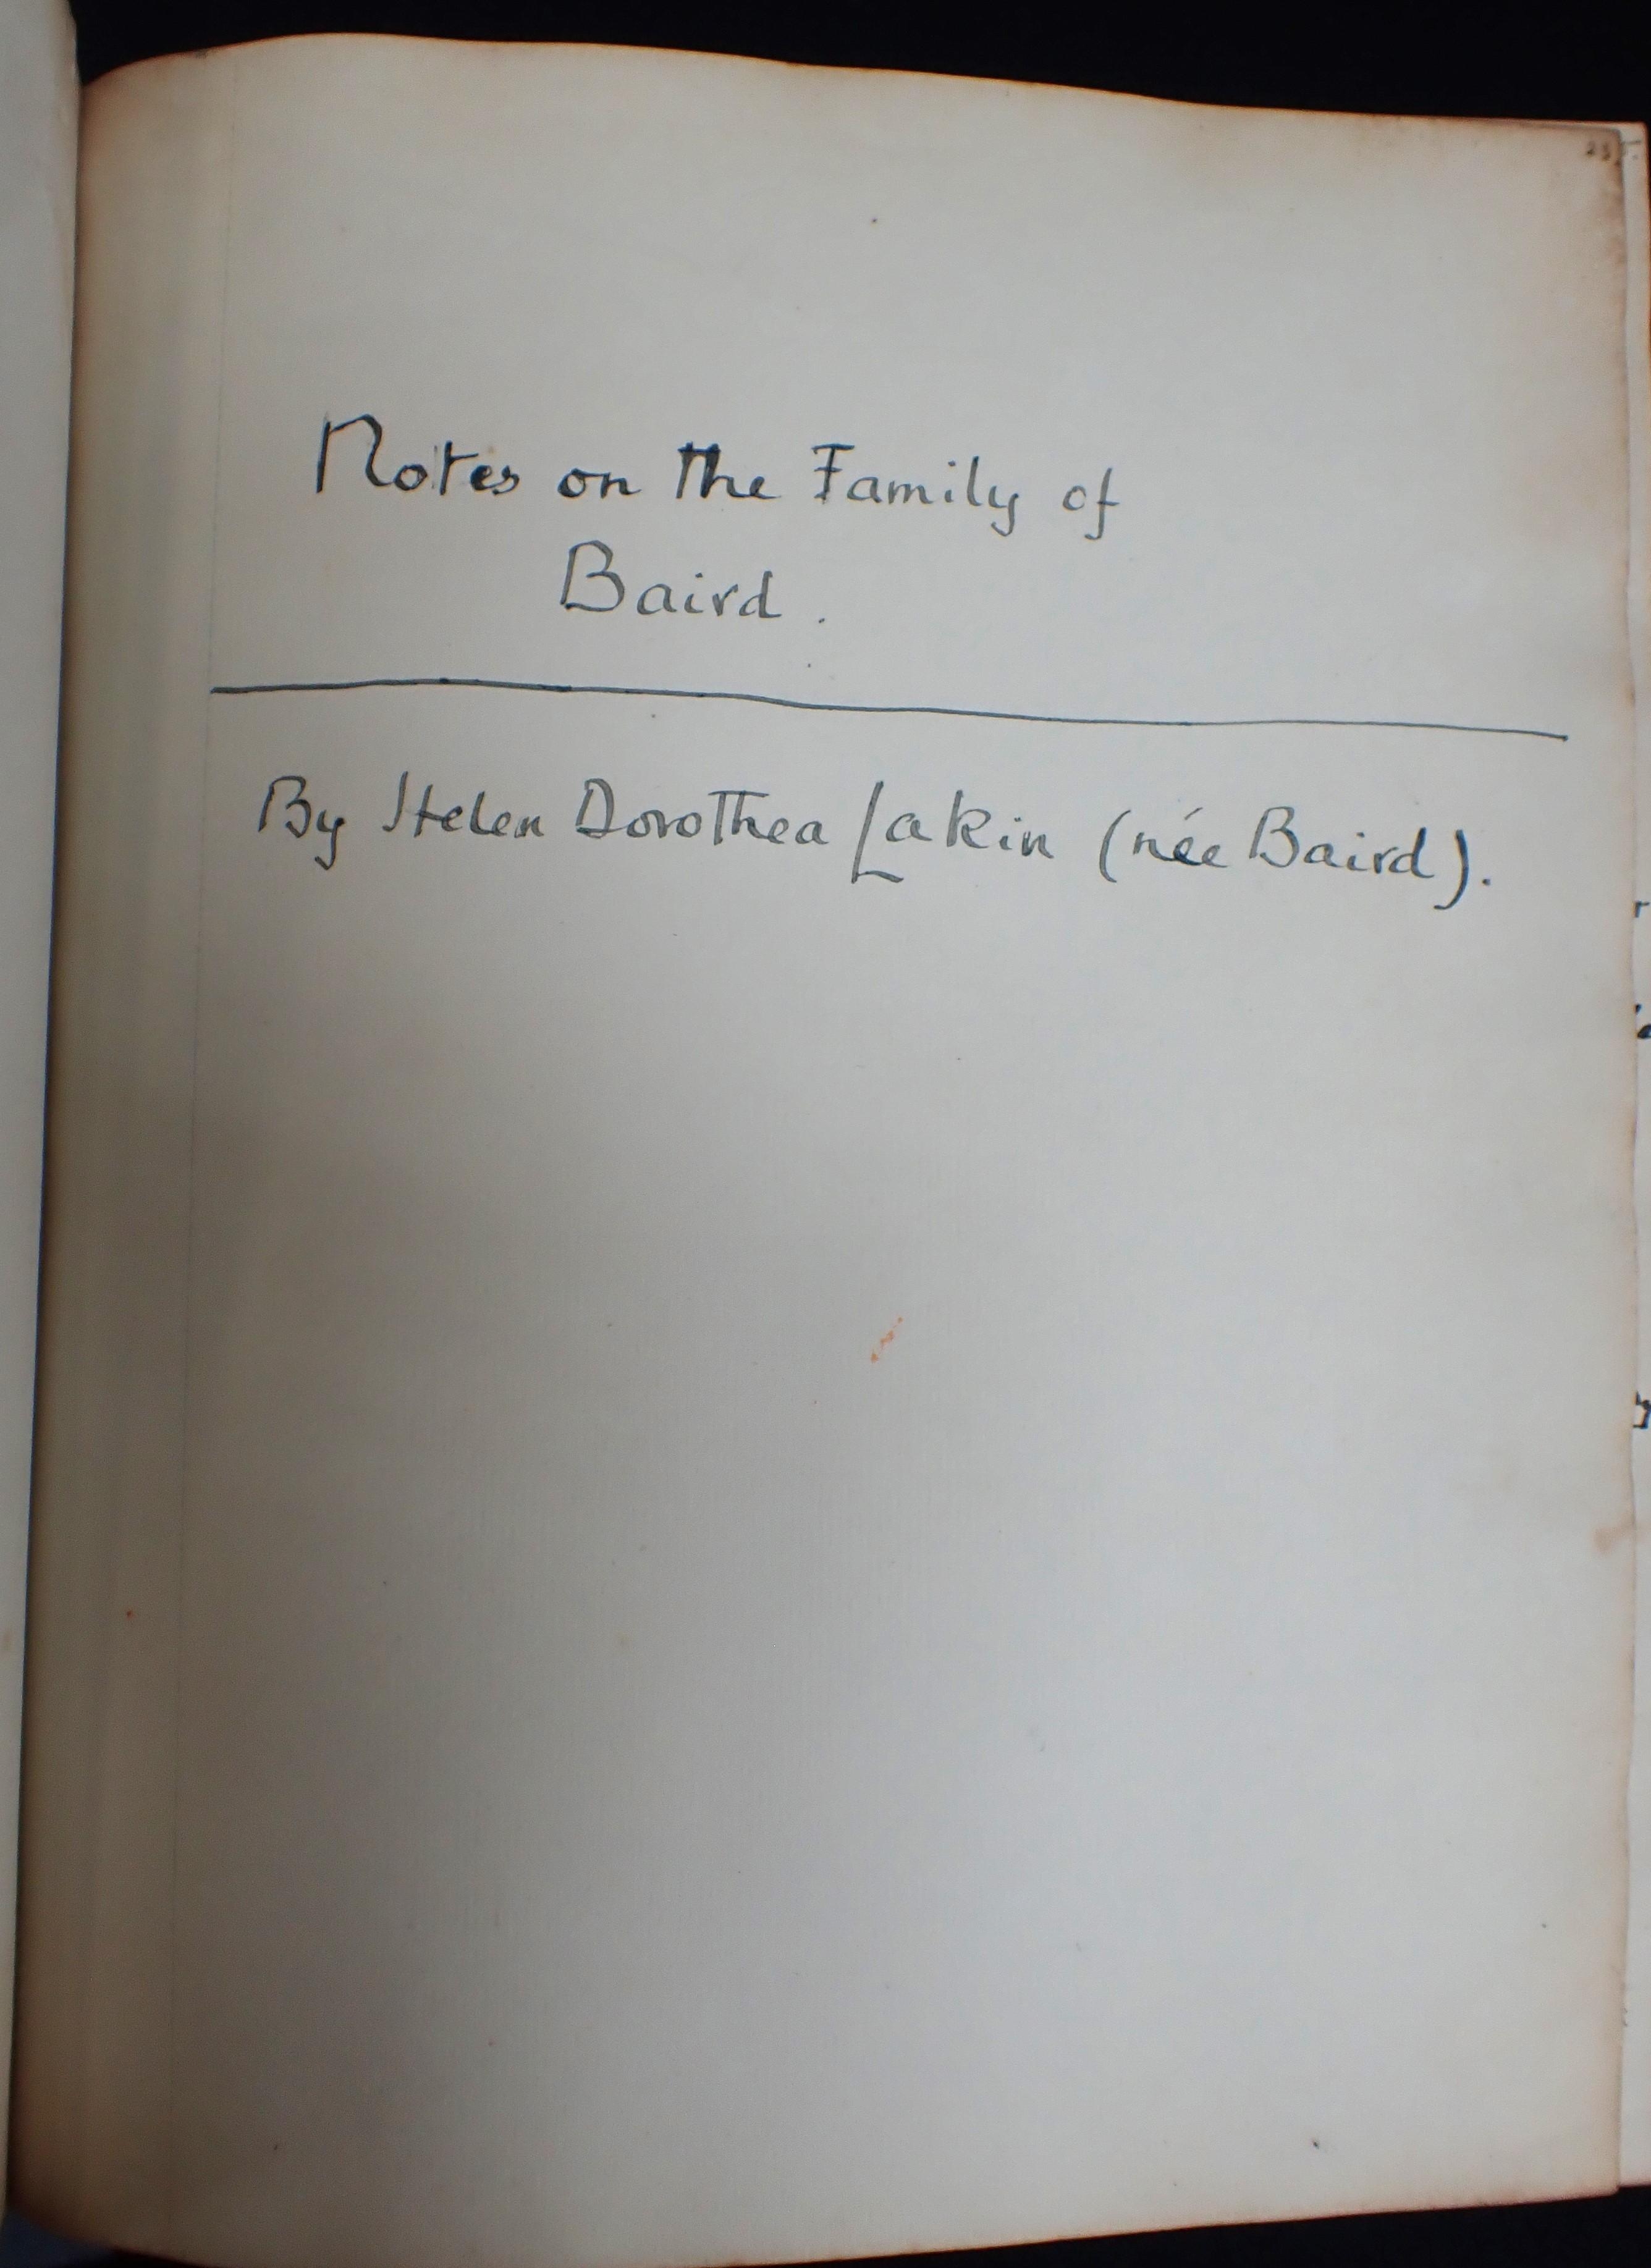 Notes on the Family of
Baird.
By Helen Dorothea Lakin (née Baird).